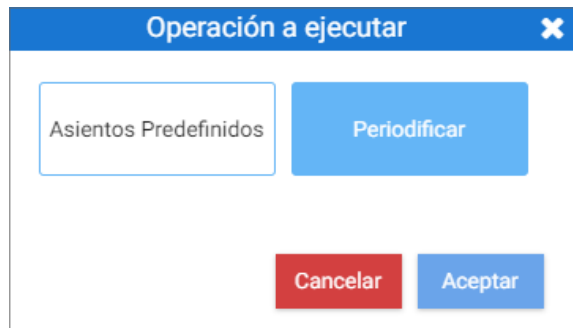 Operación a ejecutar
Asientos Predefinidos
Periodificar
Cancelar
Aceptar